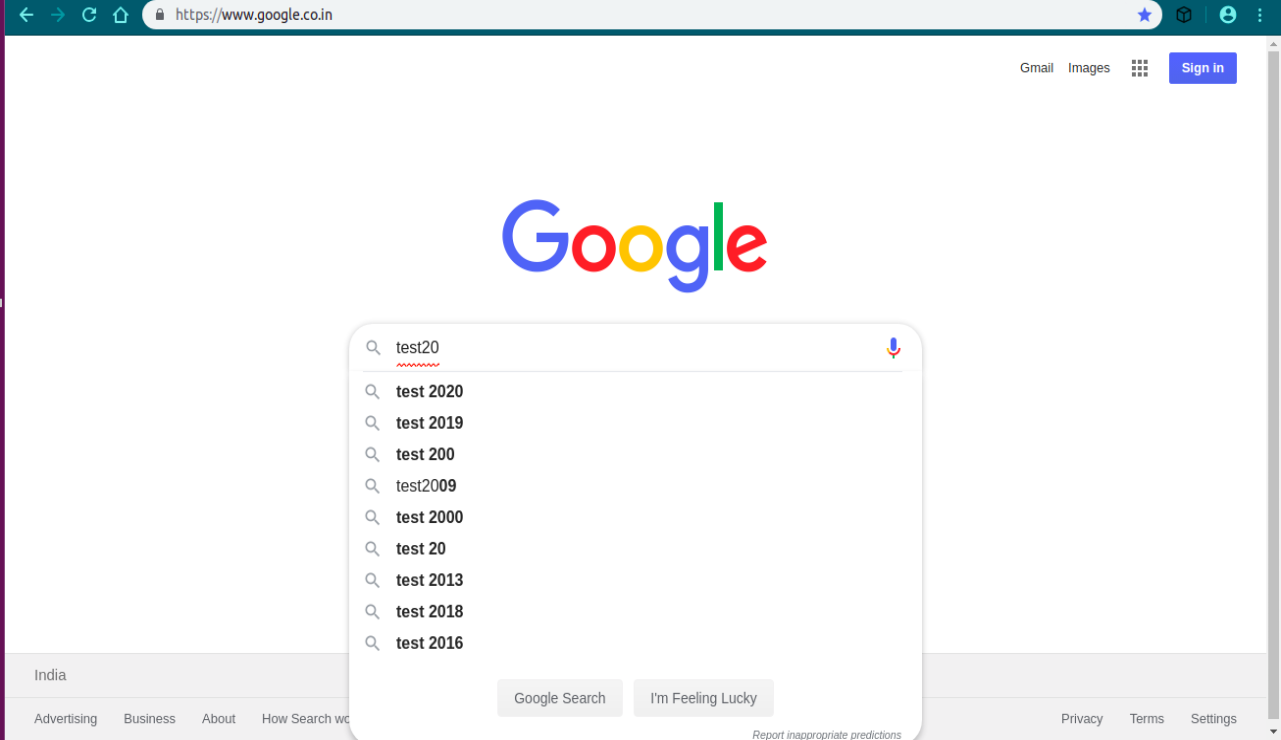 https://www.google.co.in
Gmail Images Sign in
Google
test20
test 2020
test 2019
test 200
test2009
test 2000
test 20
test 2013
test 2018
test 2016
India
Google Search I'm Feeling Lucky
Advertising Business About How Search Privacy Terms Settings
Report inappropriate predictions